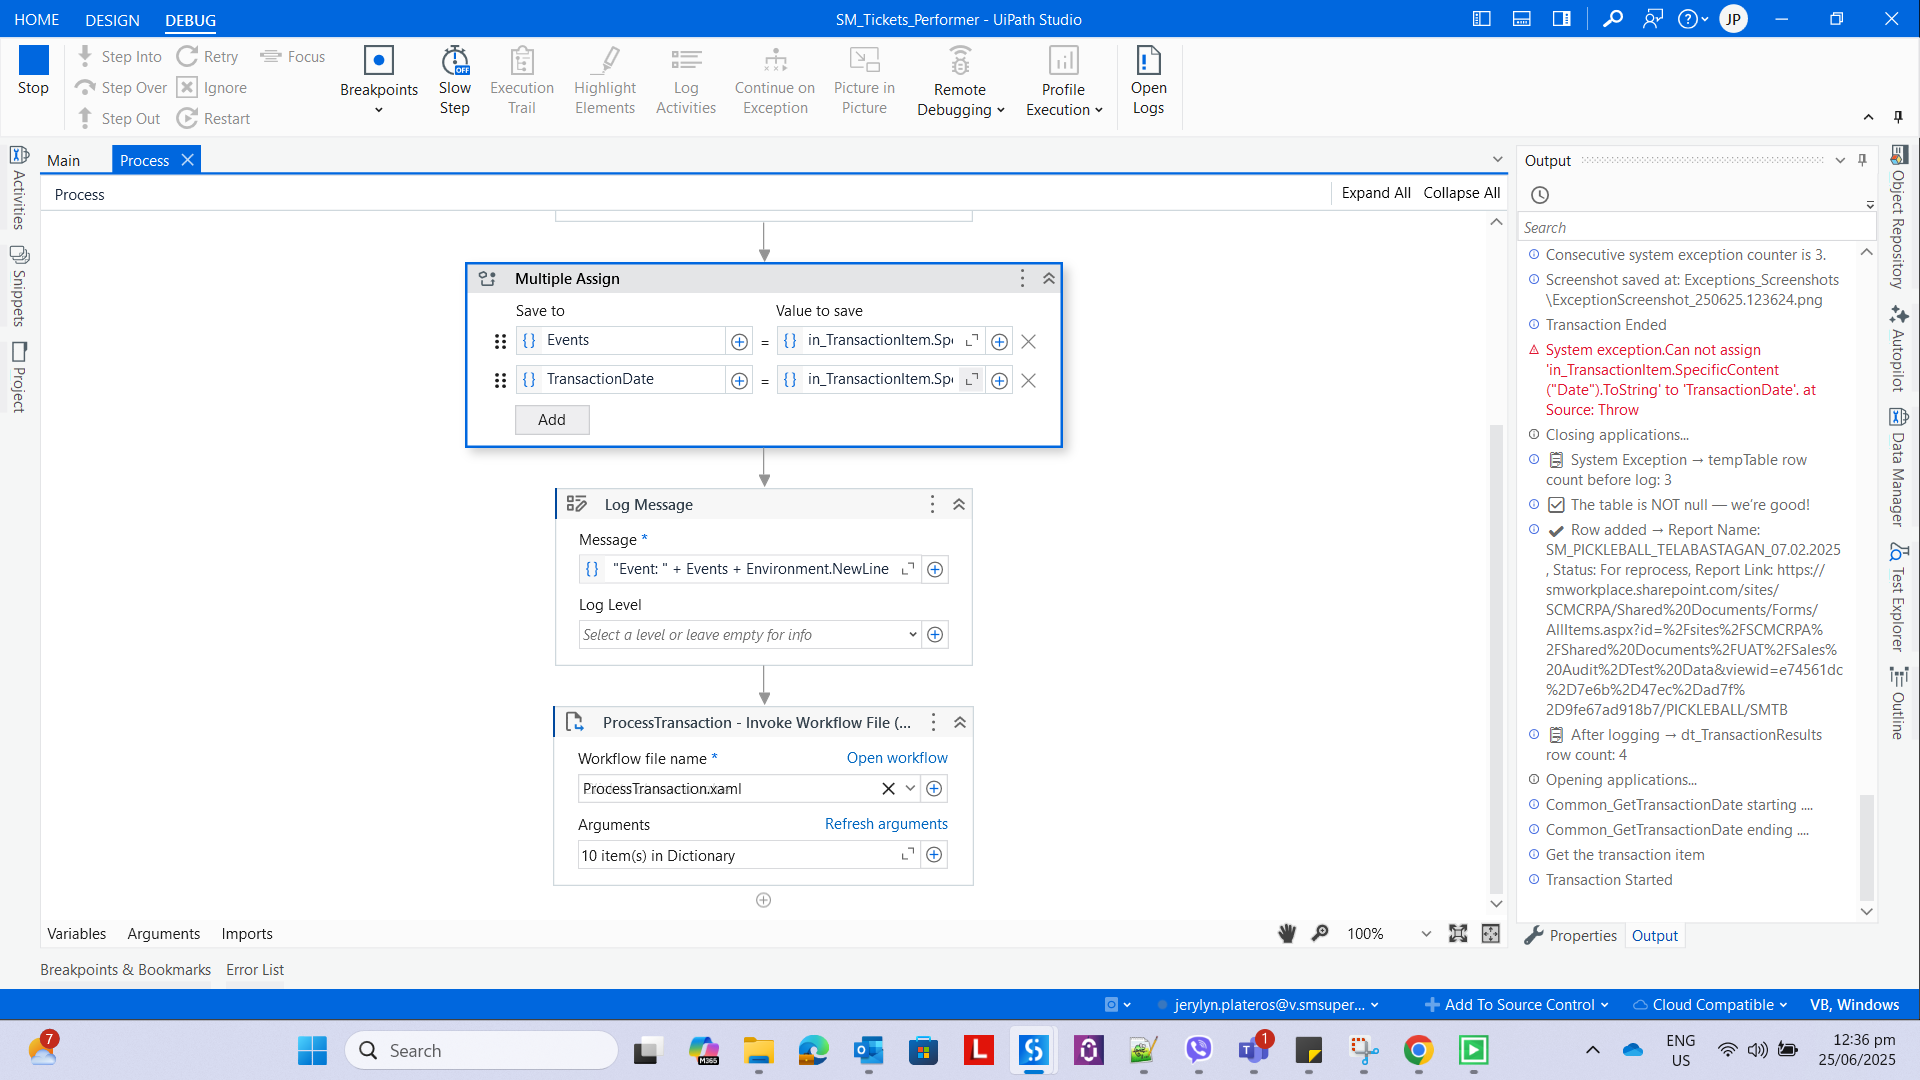 HOME DESIGN DEBUG
SM_Tickets_Performer - UiPath Studio
JP
Stop
Step Into
Step Over
Step Out
Retry
Ignore
Restart
Focus
Breakpoints
OFF
Slow
Step
Execution
Trail
Highlight
Elements
Log
Activities
Continue on
Exception
Picture in
Picture
Remote
Debugging
Profile
Execution
Open
Logs
Activities
Snippets
Project
Main
Process
Process
Expand All Collapse All
Multiple Assign
Save to
Value to save
Events = in_TransactionItem.Spe
TransactionDate = in_TransactionItem.Spe
Add
Log Message
Message *
"Event: " + Events + Environment.NewLine
Log Level
Select a level or leave empty for info
ProcessTransaction - Invoke Workflow File (...
Workflow file name *
Open workflow
ProcessTransaction.xaml
Arguments
Refresh arguments
10 item(s) in Dictionary
Variables Arguments Imports
100%
Breakpoints & Bookmarks Error List
Output
Search
Consecutive system exception counter is 3.
Screenshot saved at: Exceptions_Screenshots
\ExceptionScreenshot_250625.123624.png
Transaction Ended
System exception.Can not assign
'in_TransactionItem.SpecificContent
("Date").ToString' to 'TransactionDate'. at
Source: Throw
Closing applications...
System Exception → tempTable row
count before log: 3
The table is NOT null — we're good!
Row added → Report Name:
SM_PICKLEBALL_TELABASTAGAN_07.02.2025
, Status: For reprocess, Report Link: https://
smworkplace.sharepoint.com/sites/
SCMCRPA/Shared%20Documents/Forms/
AllItems.aspx?id=%2Fsites%2FSCMCRPA%
2FShared%20Documents%2FUAT%2FSales%
20Audit%2DTest%20Data&viewid=e74561dc
%2D7e6b%2D47ec%2Dad7f%
2D9fe67ad918b7/PICKLEBALL/SMTB
After logging → dt_TransactionResults
row count: 4
Opening applications...
Common_GetTransactionDate starting ....
Common_GetTransactionDate ending ....
Get the transaction item
Transaction Started
Properties Output
Object Repository
Autopilot
Data Manager
Test Explorer
Outline
jerylyn.plateros@v.smsuper...
Add To Source Control
Cloud Compatible
VB, Windows
7
Search
M365
L
1
ENG
US
12:36 pm
25/06/2025